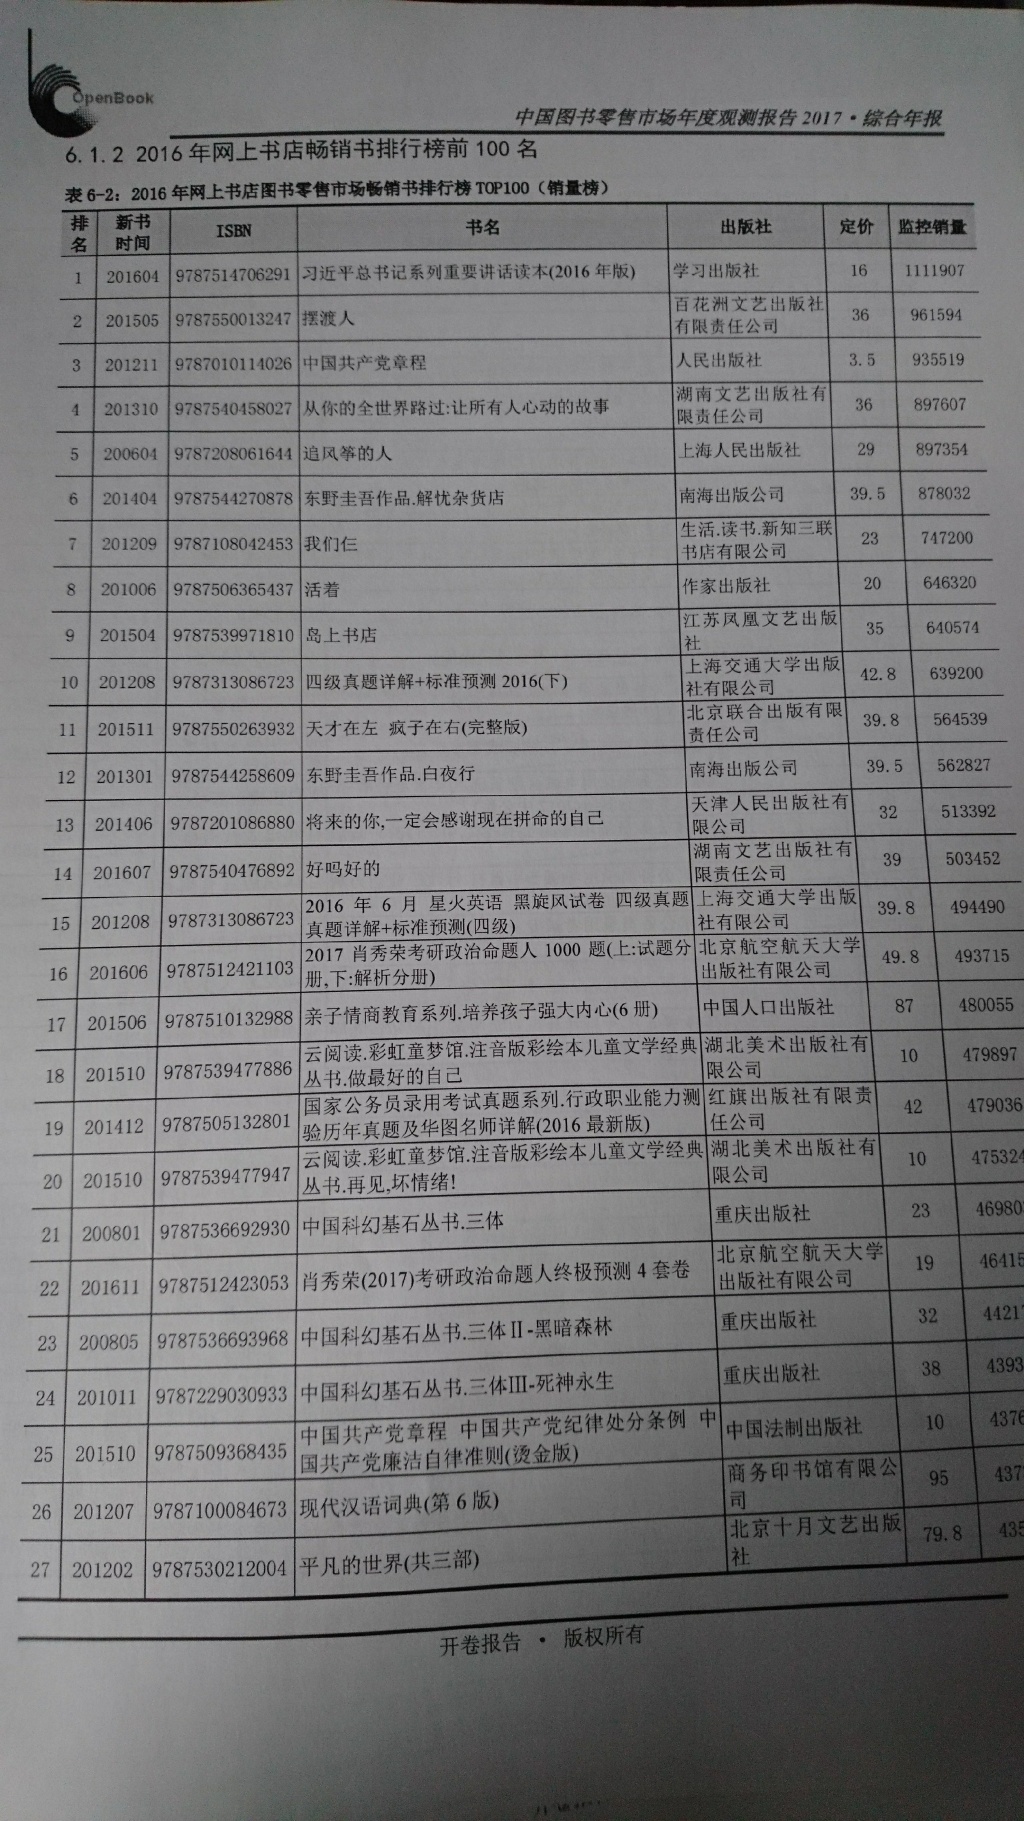 OpenBook
中国图书零售市场年度观测报告 2017·综合年报
6.1.2 2016 年网上书店畅销书排行榜前 100 名
表 6-2：2016 年网上书店图书零售市场畅销书排行榜 TOP100（销量榜）
排名 新书时间 ISBN 书名 出版社 定价 监控销量
1 201604 9787514706291 习近平总书记系列重要讲话读本(2016 年版) 学习出版社 16 1111907
2 201505 9787550013247 摆渡人 百花洲文艺出版社有限责任公司 36 961594
3 201211 9787010114026 中国共产党章程 人民出版社 3.5 935519
4 201310 9787540458027 从你的全世界路过:让所有人心动的故事 湖南文艺出版社有限责任公司 36 897607
5 200604 9787208061644 追风筝的人 上海人民出版社 29 897354
6 201404 9787544270878 东野圭吾作品.解忧杂货店 南海出版公司 39.5 878032
7 201209 9787108042453 我们仨 生活.读书.新知三联书店有限公司 23 747200
8 201006 9787506365437 活着 作家出版社 20 646320
9 201504 9787539971810 岛上书店 江苏凤凰文艺出版社 35 640574
10 201208 9787313086723 四级真题详解+标准预测 2016(下) 上海交通大学出版社有限公司 42.8 639200
11 201511 9787550263932 天才在左 疯子在右(完整版) 北京联合出版有限责任公司 39.8 564539
12 201301 9787544258609 东野圭吾作品.白夜行 南海出版公司 39.5 562827
13 201406 9787201086880 将来的你,一定会感谢现在拼命的自己 天津人民出版社有限公司 32 513392
14 201607 9787540476892 好吗好的 湖南文艺出版社有限责任公司 39 503452
15 201208 9787313086723 2016 年 6 月 星火英语 黑旋风试卷 四级真题真题详解+标准预测(四级) 上海交通大学出版社有限公司 39.8 494490
16 201606 9787512421103 2017 肖秀荣考研政治命题人 1000 题(上:试题分册,下:解析分册) 北京航空航天大学出版社有限公司 49.8 493715
17 201506 9787510132988 亲子情商教育系列.培养孩子强大内心(6 册) 中国人口出版社 87 480055
18 201510 9787539477886 云阅读.彩虹童梦馆.注音版彩绘本儿童文学经典丛书.做最好的自己 湖北美术出版社有限公司 10 479897
19 201412 9787505132801 国家公务员录用考试真题系列.行政职业能力测验历年真题及华图名师详解(2016 最新版) 红旗出版社有限责任公司 42 479036
20 201510 9787539477947 云阅读.彩虹童梦馆.注音版彩绘本儿童文学经典丛书.再见,坏情绪! 湖北美术出版社有限公司 10 475324
21 200801 9787536692930 中国科幻基石丛书.三体 重庆出版社 23 46980
22 201611 9787512423053 肖秀荣(2017)考研政治命题人终极预测 4 套卷 北京航空航天大学出版社有限公司 19 46415
23 200805 9787536693968 中国科幻基石丛书.三体Ⅱ-黑暗森林 重庆出版社 32 4421
24 201011 9787229030933 中国科幻基石丛书.三体Ⅲ-死神永生 重庆出版社 38 4393
25 201510 9787509368435 中国共产党章程 中国共产党纪律处分条例 中国共产党廉洁自律准则(烫金版) 中国法制出版社 10 4376
26 201207 9787100084673 现代汉语词典(第 6 版) 商务印书馆有限公司 95 437
27 201202 9787530212004 平凡的世界(共三部) 北京十月文艺出版社 79.8 435
开卷报告 · 版权所有